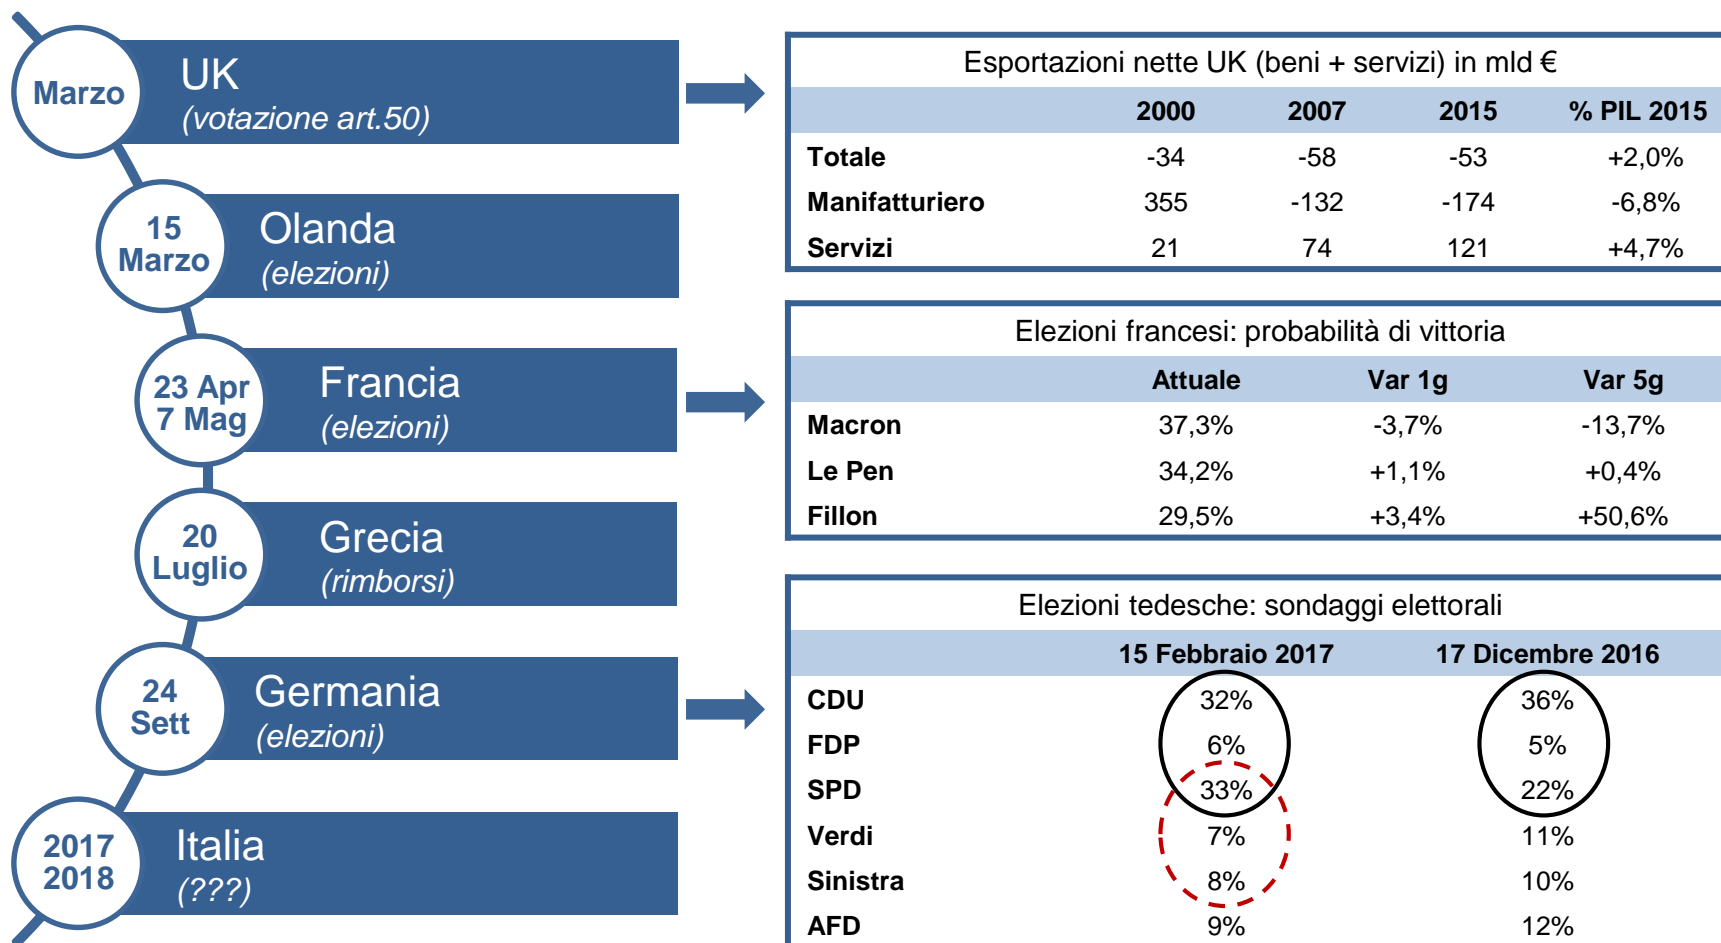 Marzo
UK
(votazione art.50)
15
Marzo
Olanda
(elezioni)
23 Apr
7 Mag
Francia
(elezioni)
20
Luglio
Grecia
(rimborsi)
24
Sett
Germania
(elezioni)
2017
2018
Italia
(???)
Esportazioni nette UK (beni + servizi) in mld €
2000 2007 2015 % PIL 2015
Totale -34 -58 -53 +2,0%
Manifatturiero 355 -132 -174 -6,8%
Servizi 21 74 121 +4,7%
Elezioni francesi: probabilità di vittoria
Attuale Var 1g Var 5g
Macron 37,3% -3,7% -13,7%
Le Pen 34,2% +1,1% +0,4%
Fillon 29,5% +3,4% +50,6%
Elezioni tedesche: sondaggi elettorali
15 Febbraio 2017 17 Dicembre 2016
CDU 32% 36%
FDP 6% 5%
SPD 33% 22%
Verdi 7% 11%
Sinistra 8% 10%
AFD 9% 12%